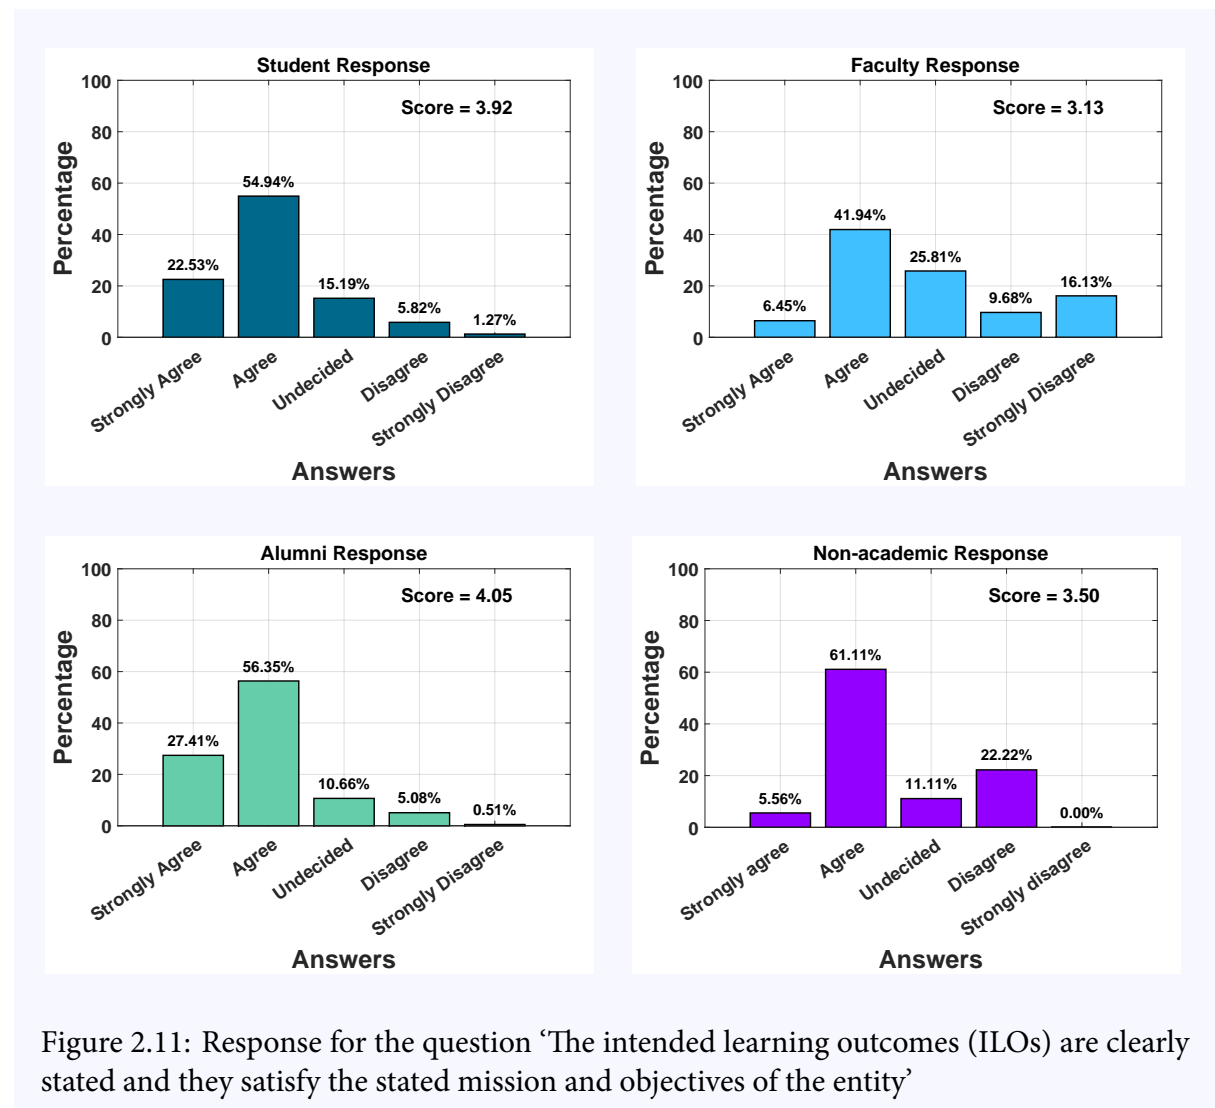 Student Response
Score = 3.92
Percentage
100
80
60
40
20
0
22.53%
54.94%
15.19%
5.82%
1.27%
Strongly Agree
Agree
Undecided
Disagree
Strongly Disagree
Answers
Faculty Response
Score = 3.13
Percentage
100
80
60
40
20
0
6.45%
41.94%
25.81%
9.68%
16.13%
Strongly Agree
Agree
Undecided
Disagree
Strongly Disagree
Answers
Alumni Response
Score = 4.05
Percentage
100
80
60
40
20
0
27.41%
56.35%
10.66%
5.08%
0.51%
Strongly Agree
Agree
Undecided
Disagree
Strongly Disagree
Answers
Non-academic Response
Score = 3.50
Percentage
100
80
60
40
20
0
5.56%
61.11%
11.11%
22.22%
0.00%
Strongly agree
Agree
Undecided
Disagree
Strongly disagree
Answers
Figure 2.11: Response for the question ‘The intended learning outcomes (ILOs) are clearly
stated and they satisfy the stated mission and objectives of the entity’